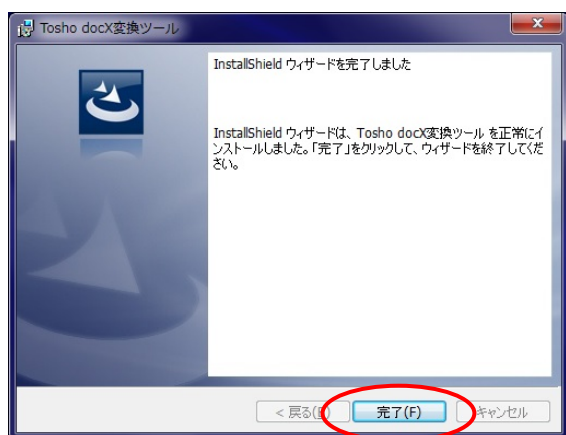 Tosho docX変換ツール
InstallShield ウィザードを完了しました
InstallShield ウィザードは、Tosho docX変換ツール を正常にイ
ンストールしました。「完了」をクリックして、ウィザードを終了してくだ
さい。
< 戻る(
完了(F)
キャンセル